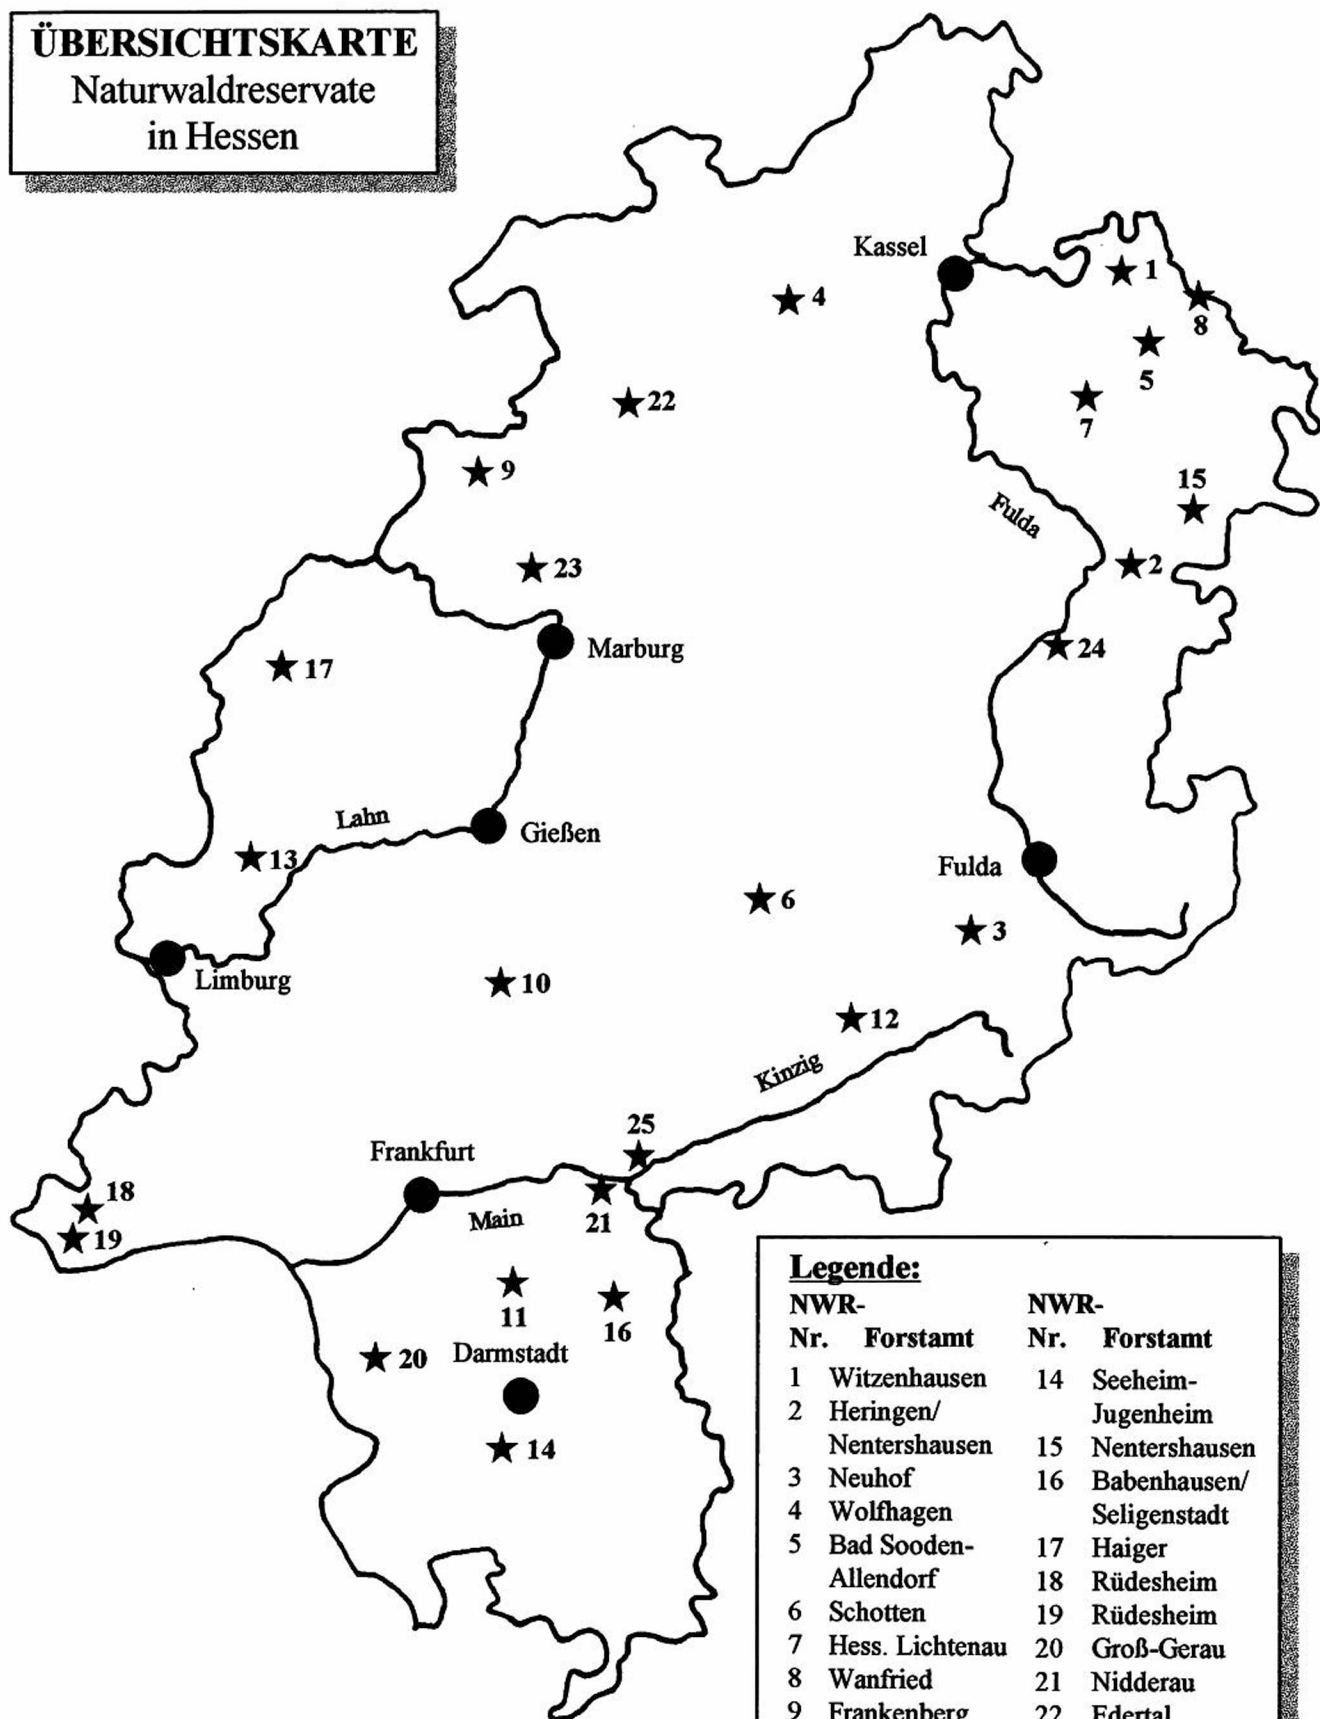 ÜBERSICHTSKARTE
Naturwaldreservate
in Hessen
Kassel
1
4
8
5
22
7
9
15
Fulda
23
2
Marburg
24
17
Lahn
Gießen
13
Fulda
6
3
Limburg
10
12
Kinzig
25
Frankfurt
18
Main
21
19
11
16
20
Darmstadt
14
Legende:
NWR- NWR-
Nr. Forstamt Nr. Forstamt
1 Witzenhausen 14 Seeheim-
2 Heringen/ Jugenheim
Nentershausen 15 Nentershausen
3 Neuhof 16 Babenhausen/
4 Wolfhagen Seligenstadt
5 Bad Sooden- 17 Haiger
Allendorf 18 Rüdesheim
6 Schotten 19 Rüdesheim
7 Hess. Lichtenau 20 Groß-Gerau
8 Wanfried 21 Nidderau
9 Frankenberg 22 Edertal